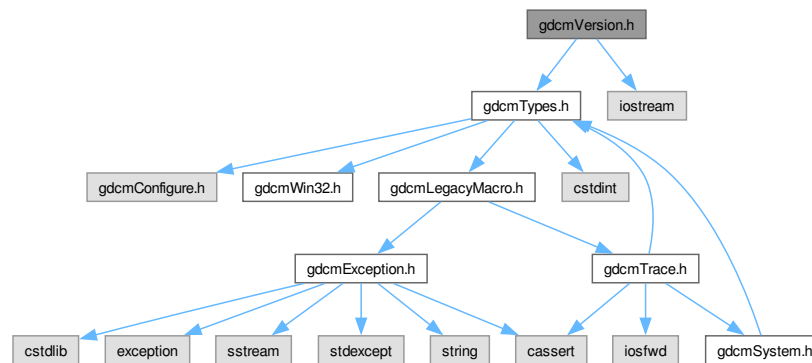 gdcmVersion.h
gdcmTypes.h
iostream
gdcmConfigure.h
gdcmWin32.h
gdcmLegacyMacro.h
cstdint
gdcmException.h
gdcmTrace.h
cstdlib
exception
sstream
stdexcept
string
cassert
iosfwd
gdcmSystem.h